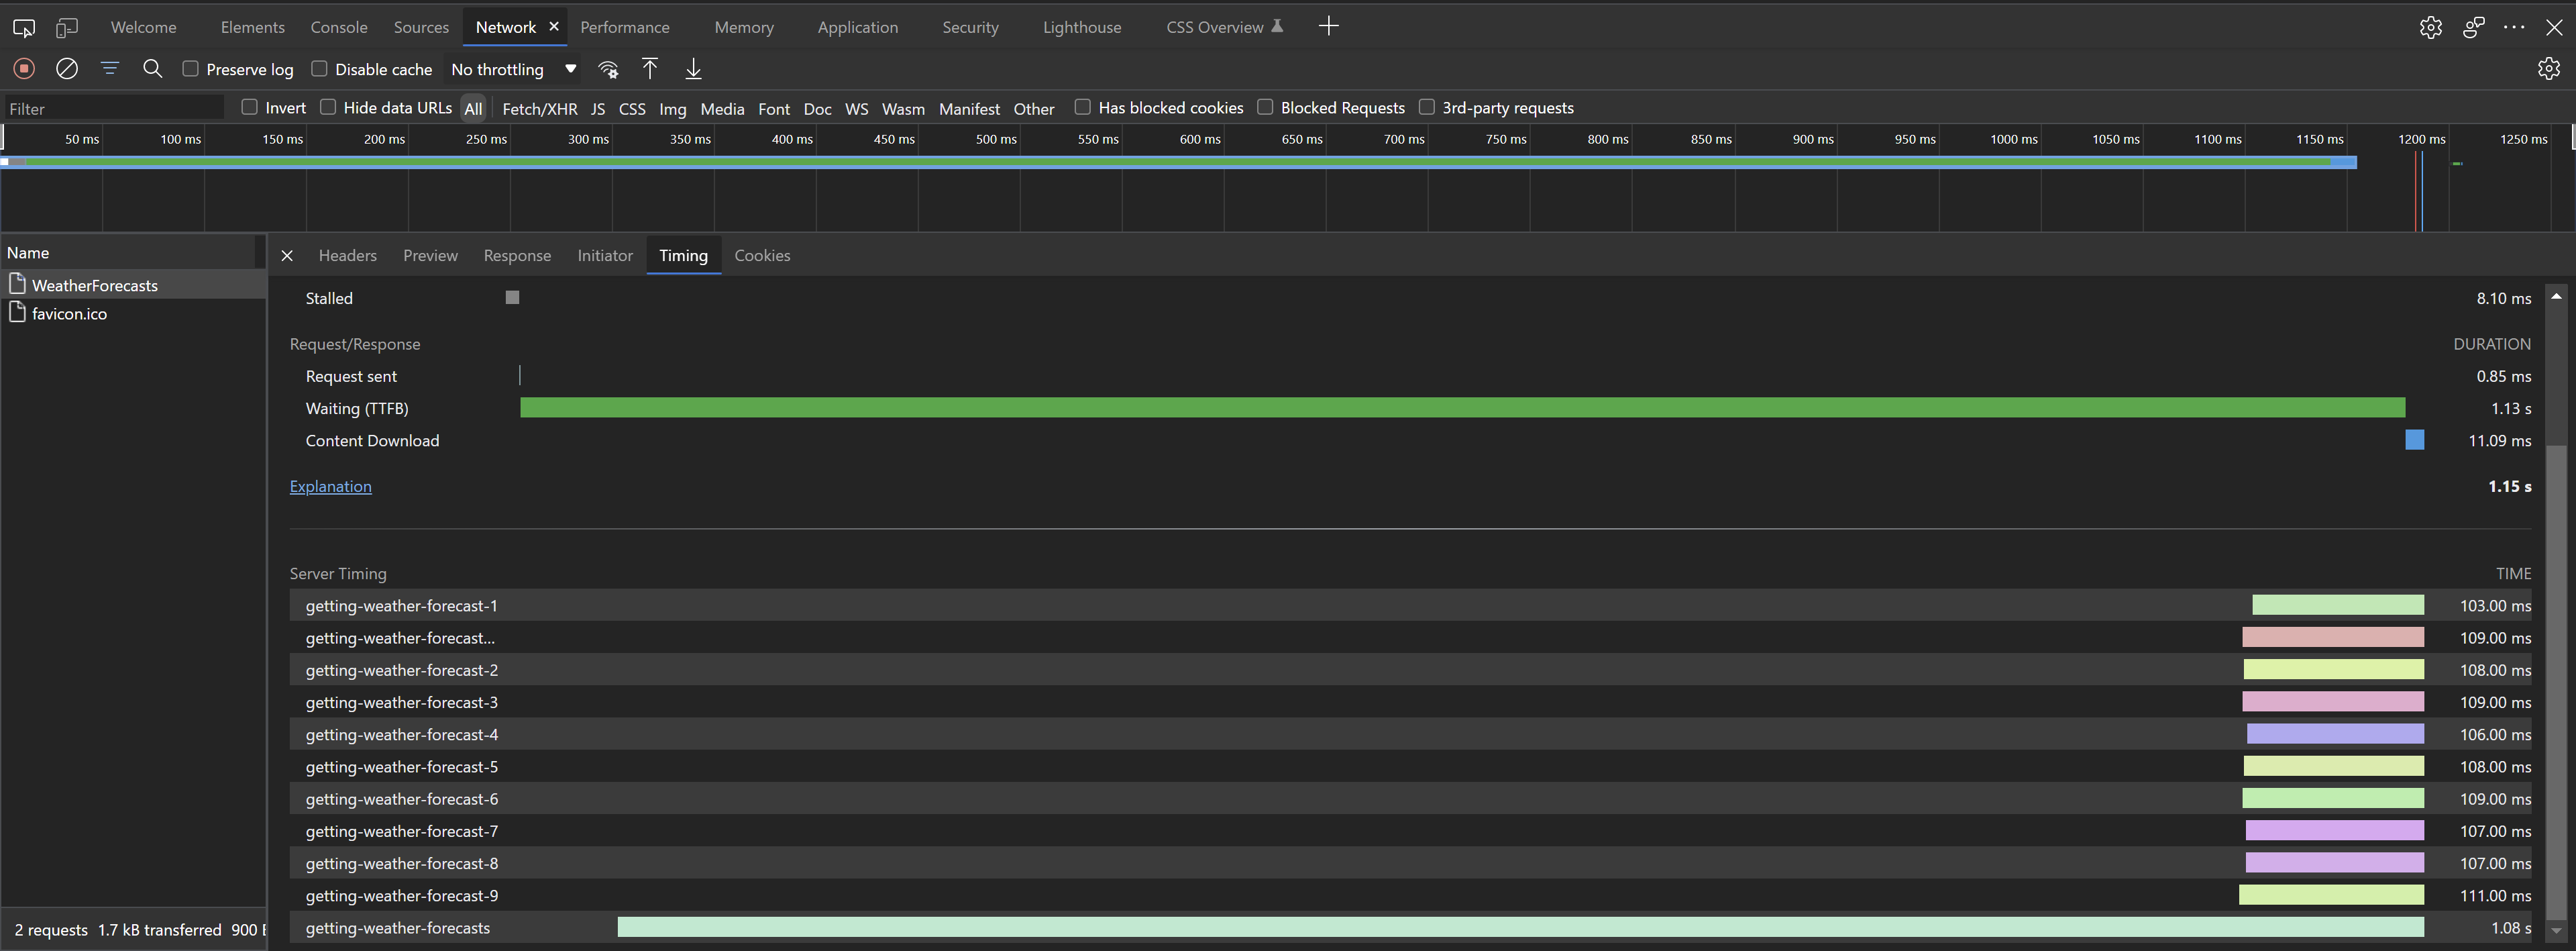 Welcome Elements Console Sources Network Performance Memory Application Security Lighthouse CSS Overview
Preserve log Disable cache No throttling
Filter Invert Hide data URLs All Fetch/XHR JS CSS Img Media Font Doc WS Wasm Manifest Other Has blocked cookies Blocked Requests 3rd-party requests
50 ms 100 ms 150 ms 200 ms 250 ms 300 ms 350 ms 400 ms 450 ms 500 ms 550 ms 600 ms 650 ms 700 ms 750 ms 800 ms 850 ms 900 ms 950 ms 1000 ms 1050 ms 1100 ms 1150 ms 1200 ms 1250 ms
Name
WeatherForecasts
favicon.ico
2 requests 1.7 kB transferred 900
Headers Preview Response Initiator Timing Cookies
Stalled 8.10 ms
Request/Response DURATION
Request sent 0.85 ms
Waiting (TTFB) 1.13 s
Content Download 11.09 ms
Explanation 1.15 s
Server Timing TIME
getting-weather-forecast-1 103.00 ms
getting-weather-forecast... 109.00 ms
getting-weather-forecast-2 108.00 ms
getting-weather-forecast-3 109.00 ms
getting-weather-forecast-4 106.00 ms
getting-weather-forecast-5 108.00 ms
getting-weather-forecast-6 109.00 ms
getting-weather-forecast-7 107.00 ms
getting-weather-forecast-8 107.00 ms
getting-weather-forecast-9 111.00 ms
getting-weather-forecasts 1.08 s